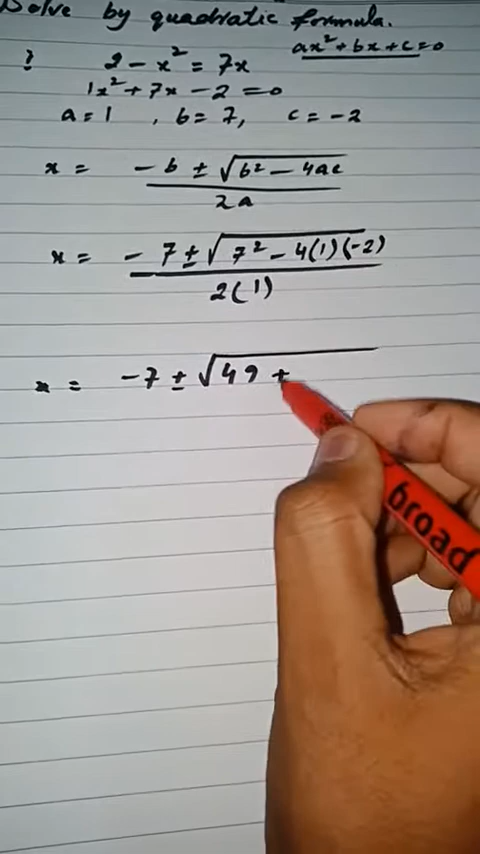 Solve by quadratic formula.
ax²+bx+c=0
? 2 - x² = 7x
1x² + 7x - 2 = 0
a = 1 , b = 7, c = -2
x = -b ± √b² - 4ac
2a
x = -7 ± √7² - 4(1)(-2)
2(1)
x = -7 ± √49 +
broad